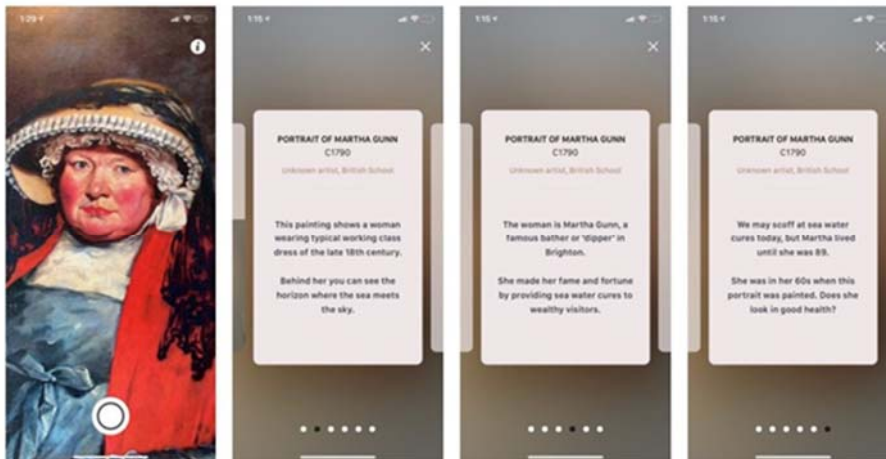 1:29
1:15
PORTRAIT OF MARTHA GUNN
C1790
Unknown artist, British School
This painting shows a woman
wearing typical working class
dress of the late 18th century.
Behind her you can see the
horizon where the sea meets
the sky.
1:15
PORTRAIT OF MARTHA GUNN
C1790
Unknown artist, British School
The woman is Martha Gunn, a
famous bather or 'dipper' in
Brighton.
She made her fame and fortune
by providing sea water cures to
wealthy visitors.
1:15
PORTRAIT OF MARTHA GUNN
C1790
Unknown artist, British School
We may scoff at sea water
cures today, but Martha lived
until she was 89.
She was in her 60s when this
portrait was painted. Does she
look in good health?